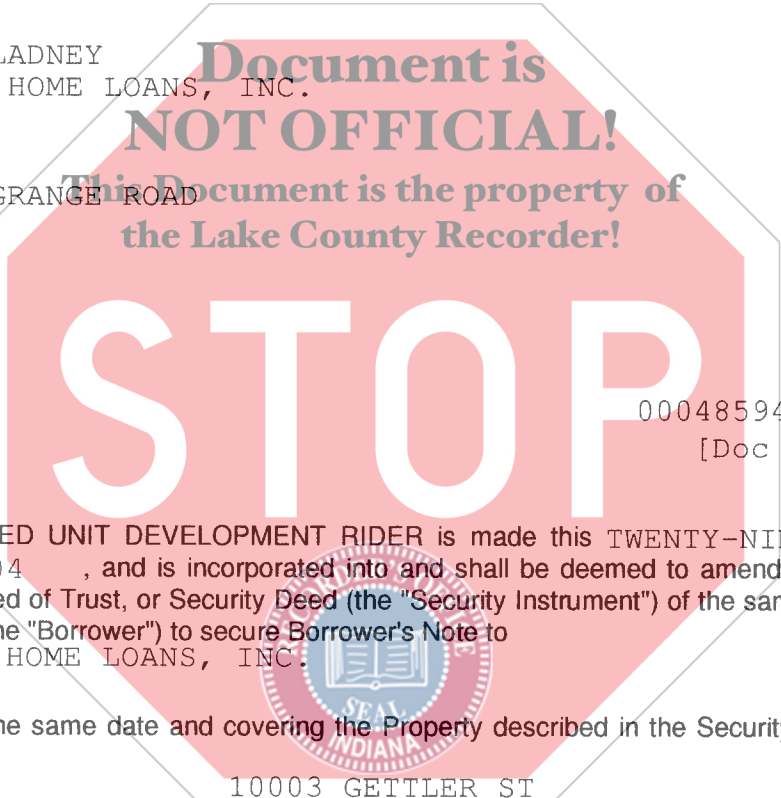 LADNEY
Document is
HOME LOANS, INC.
NOT OFFICIAL!
This Document is the property of
GRANGE ROAD
the Lake County Recorder!
STOP
00048594
[Doc
ED UNIT DEVELOPMENT RIDER is made this TWENTY-NI
04 , and is incorporated into and shall be deemed to amend
ed of Trust, or Security Deed (the "Security Instrument") of the sam
he "Borrower") to secure Borrower's Note to
HOME LOANS, INC.
SEAL
he same date and covering the Property described in the Security
INDIANA
10003 GETTLER ST